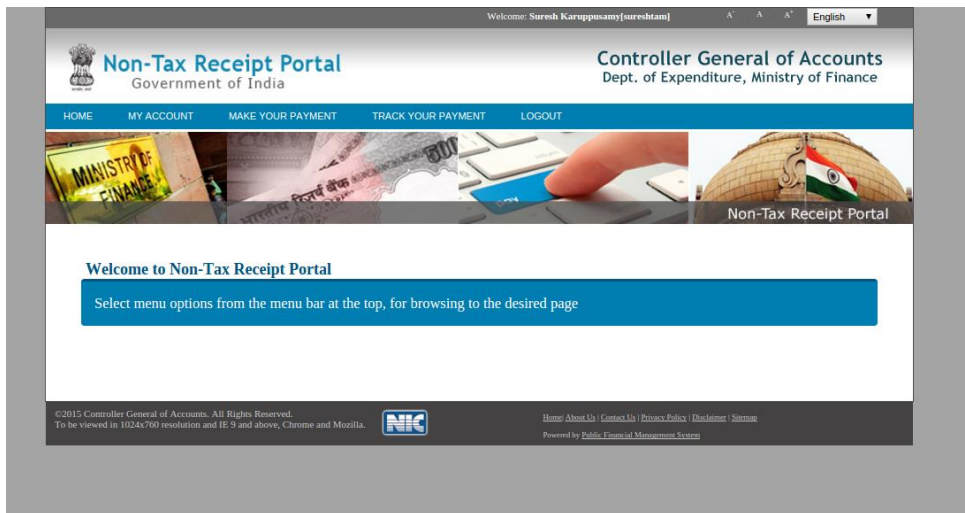 Welcome: Suresh Karuppusamy[sureshtam]
A- A A+ English
Non-Tax Receipt Portal
Government of India
Controller General of Accounts
Dept. of Expenditure, Ministry of Finance
HOME MY ACCOUNT MAKE YOUR PAYMENT TRACK YOUR PAYMENT LOGOUT
MINISTRY OF
FINANCE
500
भारतीय रिज़र्व बैंक
PAY
Non-Tax Receipt Portal
Welcome to Non-Tax Receipt Portal
Select menu options from the menu bar at the top, for browsing to the desired page
©2015 Controller General of Accounts. All Rights Reserved.
To be viewed in 1024x760 resolution and IE 9 and above, Chrome and Mozilla.
NIC
Home| About Us | Contact Us | Privacy Policy | Disclaimer | Sitemap
Powered by Public Financial Management System